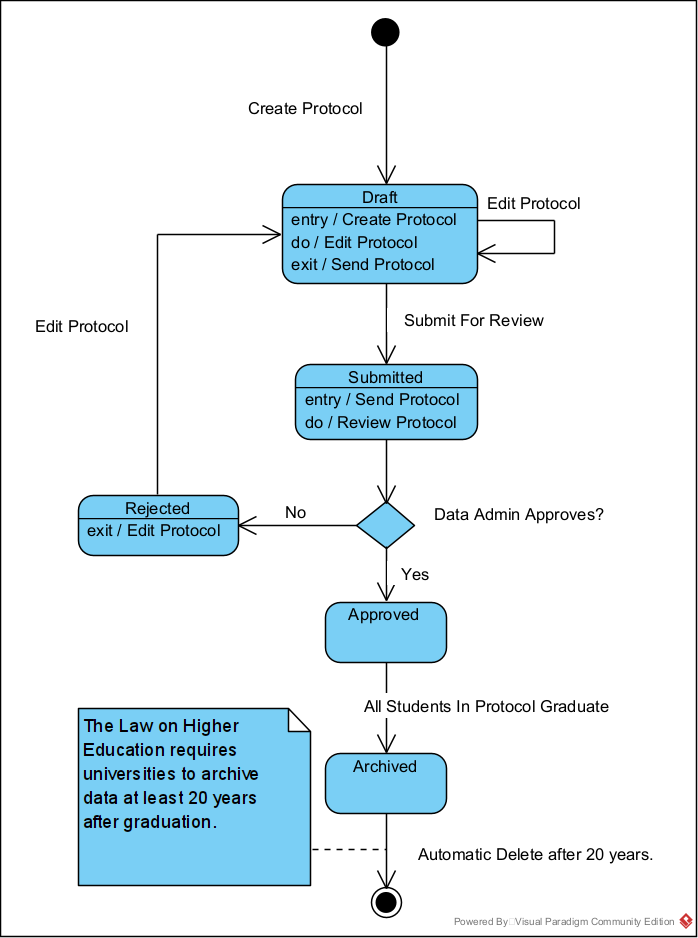 Create Protocol
Draft
entry / Create Protocol
do / Edit Protocol
exit / Send Protocol
Edit Protocol
Edit Protocol
Submit For Review
Submitted
entry / Send Protocol
do / Review Protocol
Rejected
exit / Edit Protocol
No
Data Admin Approves?
Yes
Approved
All Students In Protocol Graduate
The Law on Higher
Education requires
universities to archive
data at least 20 years
after graduation.
Archived
Automatic Delete after 20 years.
Powered By Visual Paradigm Community Edition